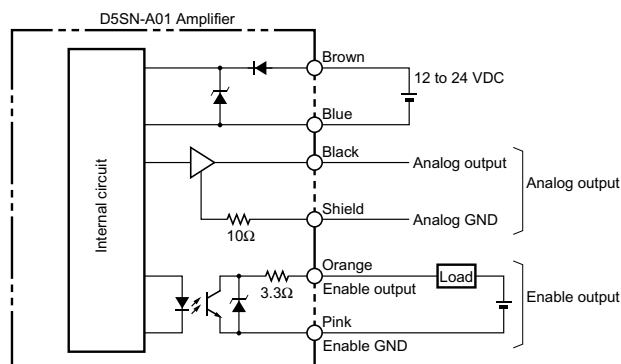 D5SN-A01 Amplifier
Internal circuit
Brown
12 to 24 VDC
Blue
Black
Analog output
Analog output
Shield
Analog GND
10Ω
Orange
Load
3.3Ω
Enable output
Enable output
Pink
Enable GND